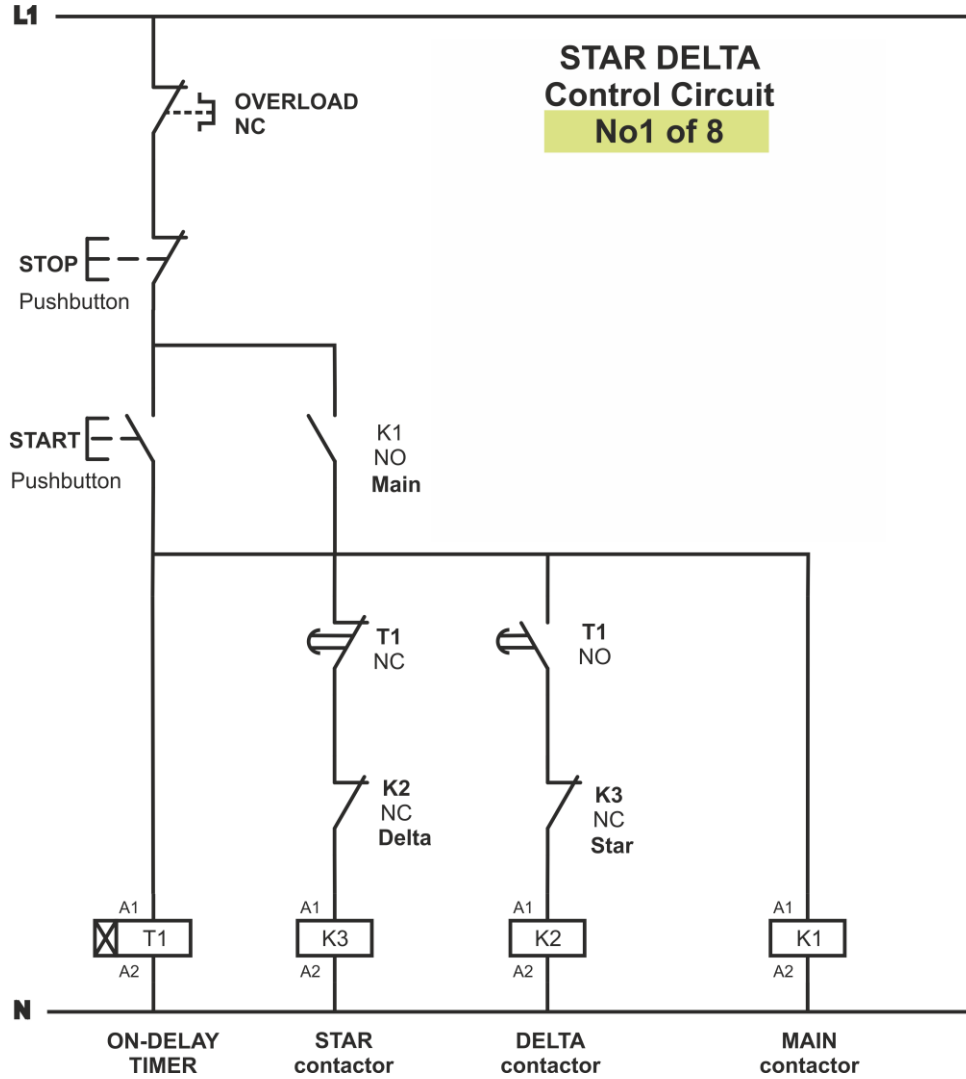 L1
STAR DELTA
Control Circuit
No1 of 8
OVERLOAD
NC
STOP
Pushbutton
START
Pushbutton
K1
NO
Main
T1
NC
T1
NO
K2
NC
Delta
K3
NC
Star
A1
A1
A1
A1
T1
K3
K2
K1
A2
A2
A2
A2
N
ON-DELAY
TIMER
STAR
contactor
DELTA
contactor
MAIN
contactor